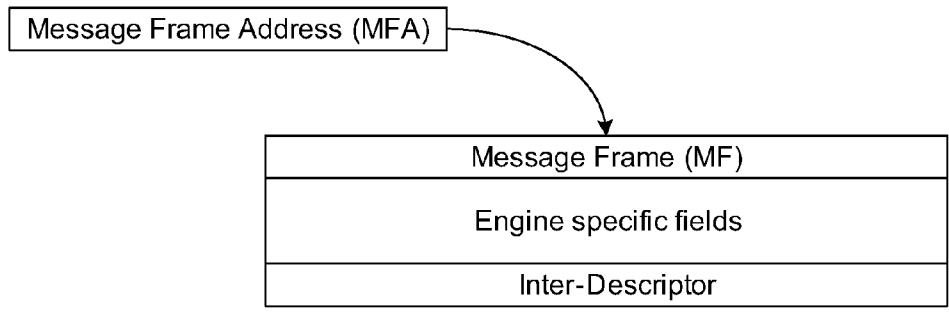 Message Frame Address (MFA)
Message Frame (MF)
Engine specific fields
Inter-Descriptor